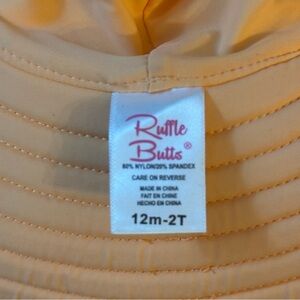 Ruffle
Butts®
80% NYLON/20% SPANDEX
CARE ON REVERSE
MADE IN CHINA
FAIT EN CHINE
HECHO EN CHINA
12m-2T